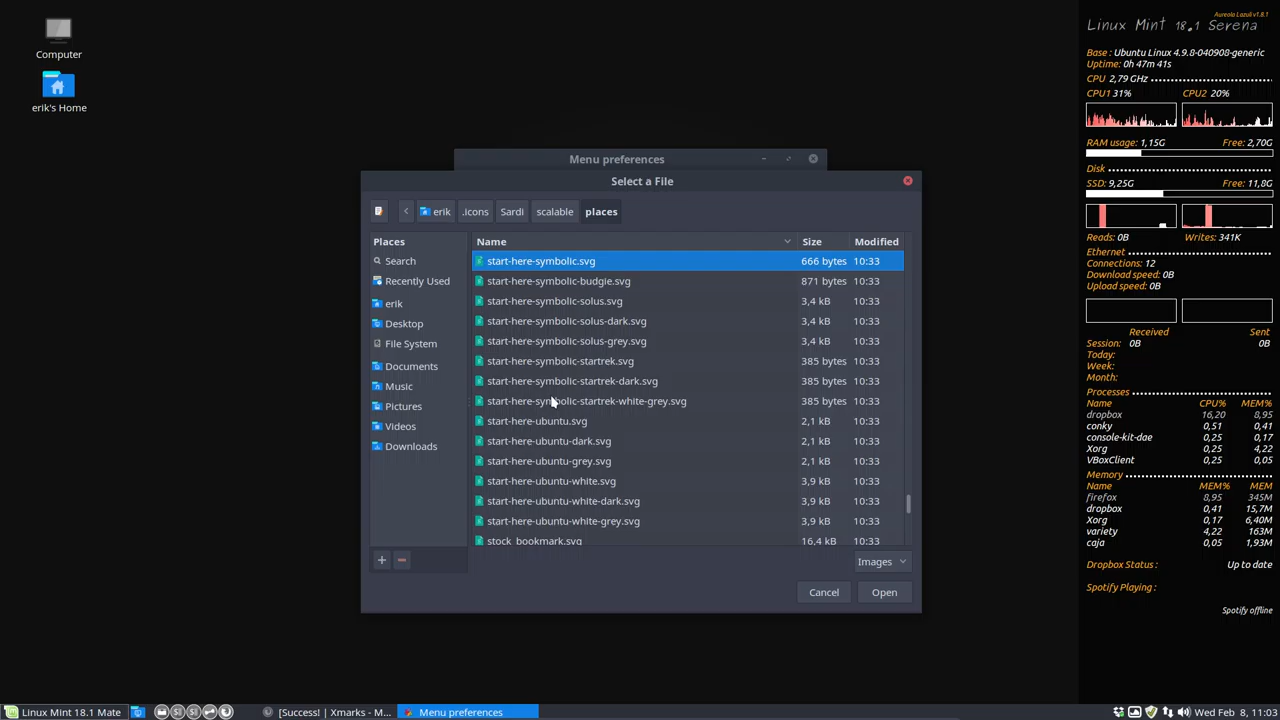 Computer
erik's Home
Menu preferences
Select a File
erik .icons Sardi scalable places
Places
Search
Recently Used
erik
Desktop
File System
Documents
Music
Pictures
Videos
Downloads
Name Size Modified
start-here-symbolic.svg 666 bytes 10:33
start-here-symbolic-budgie.svg 871 bytes 10:33
start-here-symbolic-solus.svg 3,4 kB 10:33
start-here-symbolic-solus-dark.svg 3,4 kB 10:33
start-here-symbolic-solus-grey.svg 3,4 kB 10:33
start-here-symbolic-startrek.svg 385 bytes 10:33
start-here-symbolic-startrek-dark.svg 385 bytes 10:33
start-here-symbolic-startrek-white-grey.svg 385 bytes 10:33
start-here-ubuntu.svg 2,1 kB 10:33
start-here-ubuntu-dark.svg 2,1 kB 10:33
start-here-ubuntu-grey.svg 2,1 kB 10:33
start-here-ubuntu-white.svg 3,9 kB 10:33
start-here-ubuntu-white-dark.svg 3,9 kB 10:33
start-here-ubuntu-white-grey.svg 3,9 kB 10:33
stock_bookmark.svg 16,4 kB 10:33
Images
Cancel Open
Aureola Lazuli v1.8.1
Linux Mint 18.1 Serena
Base : Ubuntu Linux 4.9.8-040908-generic
Uptime: 0h 47m 41s
CPU 2,79 GHz
CPU1 31% CPU2 20%
RAM usage: 1,15G Free: 2,70G
Disk
SSD: 9,25G Free: 11,8G
Reads: 0B Writes: 341K
Ethernet
Connections: 12
Download speed: 0B
Upload speed: 0B
Received Sent
Session: 0B 0B
Today:
Week:
Month:
Processes
Name CPU% MEM%
dropbox 16,20 8,95
conky 0,51 0,41
console-kit-dae 0,25 0,17
Xorg 0,25 4,22
VBoxClient 0,25 0,05
Memory
Name MEM% MEM
firefox 8,95 345M
dropbox 0,41 15,7M
Xorg 0,17 6,40M
variety 4,22 163M
caja 0,05 1,93M
Dropbox Status : Up to date
Spotify Playing :
Spotify offline
Linux Mint 18.1 Mate
[Success! | Xmarks - M...
Menu preferences
Wed Feb 8, 11:03